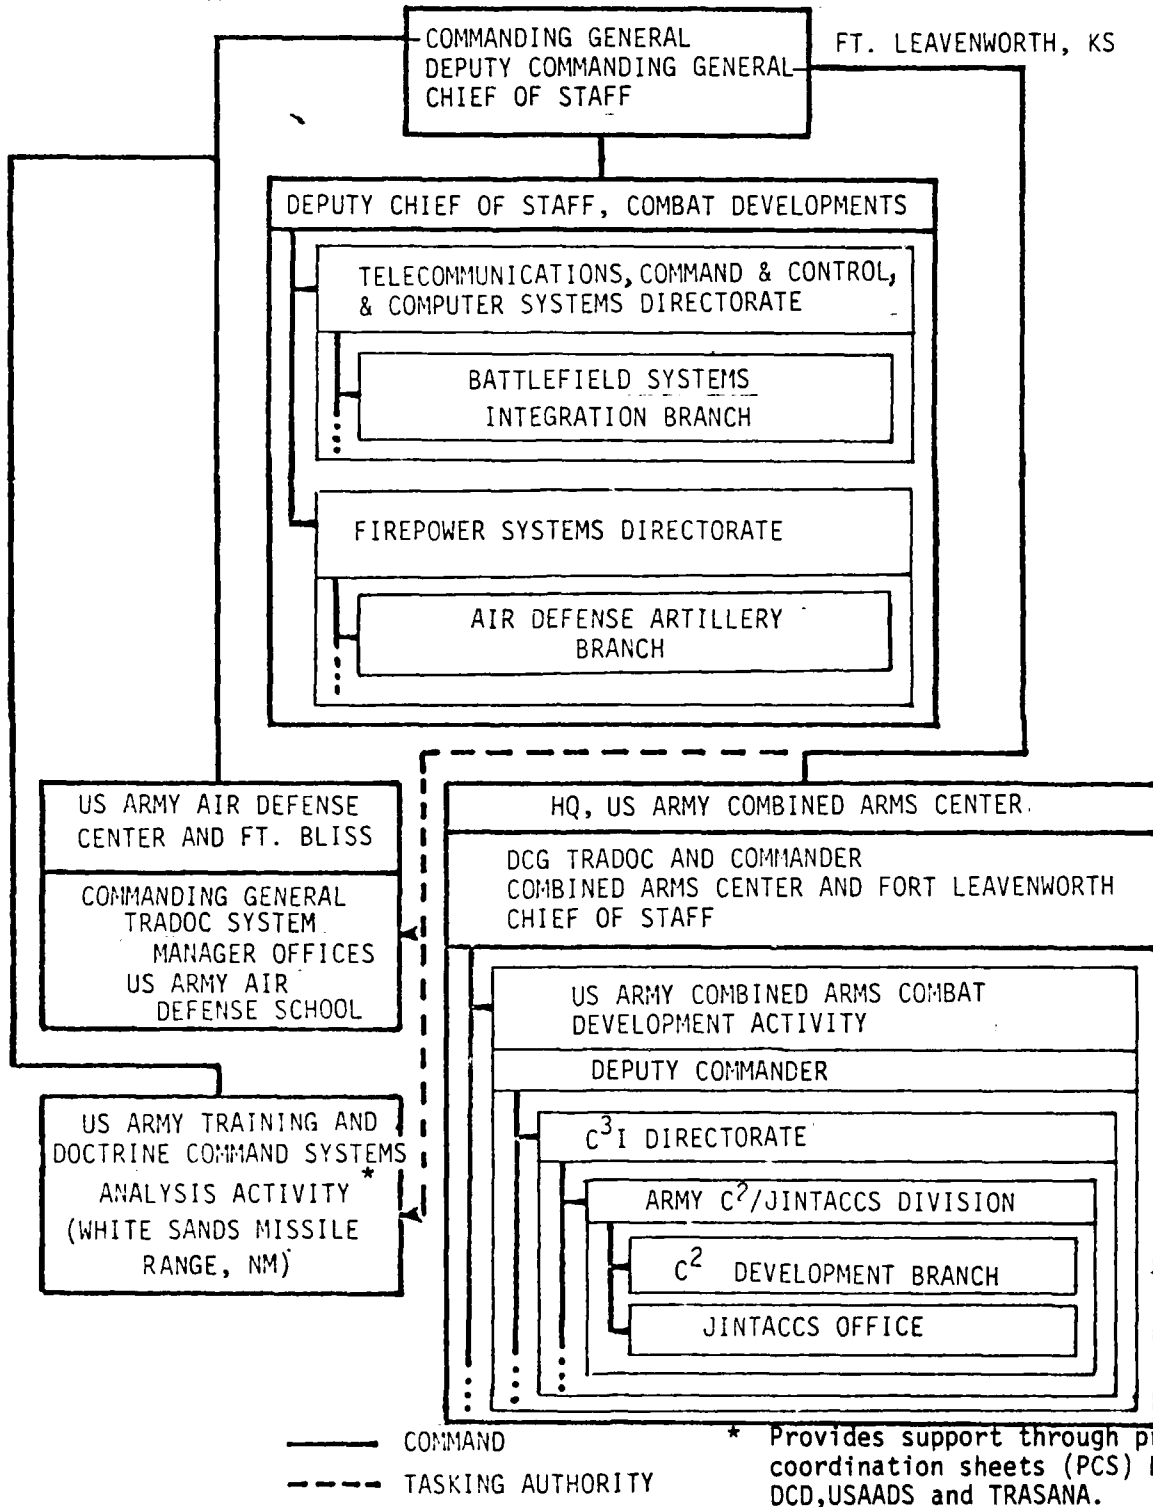 COMMANDING GENERAL
DEPUTY COMMANDING GENERAL
CHIEF OF STAFF
FT. LEAVENWORTH, KS
DEPUTY CHIEF OF STAFF, COMBAT DEVELOPMENTS
TELECOMMUNICATIONS, COMMAND & CONTROL,
& COMPUTER SYSTEMS DIRECTORATE
BATTLEFIELD SYSTEMS
INTEGRATION BRANCH
FIREPOWER SYSTEMS DIRECTORATE
AIR DEFENSE ARTILLERY
BRANCH
US ARMY AIR DEFENSE
CENTER AND FT. BLISS
COMMANDING GENERAL
TRADOC SYSTEM
MANAGER OFFICES
US ARMY AIR
DEFENSE SCHOOL
US ARMY TRAINING AND
DOCTRINE COMMAND SYSTEMS
ANALYSIS ACTIVITY *
(WHITE SANDS MISSILE
RANGE, NM)
HQ, US ARMY COMBINED ARMS CENTER
DCG TRADOC AND COMMANDER
COMBINED ARMS CENTER AND FORT LEAVENWORTH
CHIEF OF STAFF
US ARMY COMBINED ARMS COMBAT
DEVELOPMENT ACTIVITY
DEPUTY COMMANDER
C³I DIRECTORATE
ARMY C²/JINTACCS DIVISION
C² DEVELOPMENT BRANCH
JINTACCS OFFICE
COMMAND
TASKING AUTHORITY
* Provides support through
coordination sheets (PCS)
DCD,USAADS and TRASANA.